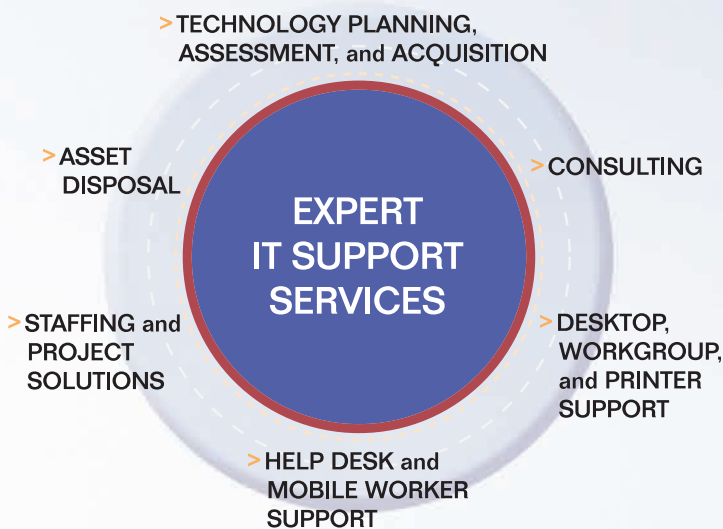 > TECHNOLOGY PLANNING,
ASSESSMENT, and ACQUISITION
> ASSET
DISPOSAL
> CONSULTING
EXPERT
IT SUPPORT
SERVICES
> STAFFING and
PROJECT
SOLUTIONS
> DESKTOP,
WORKGROUP,
and PRINTER
SUPPORT
> HELP DESK and
MOBILE WORKER
SUPPORT